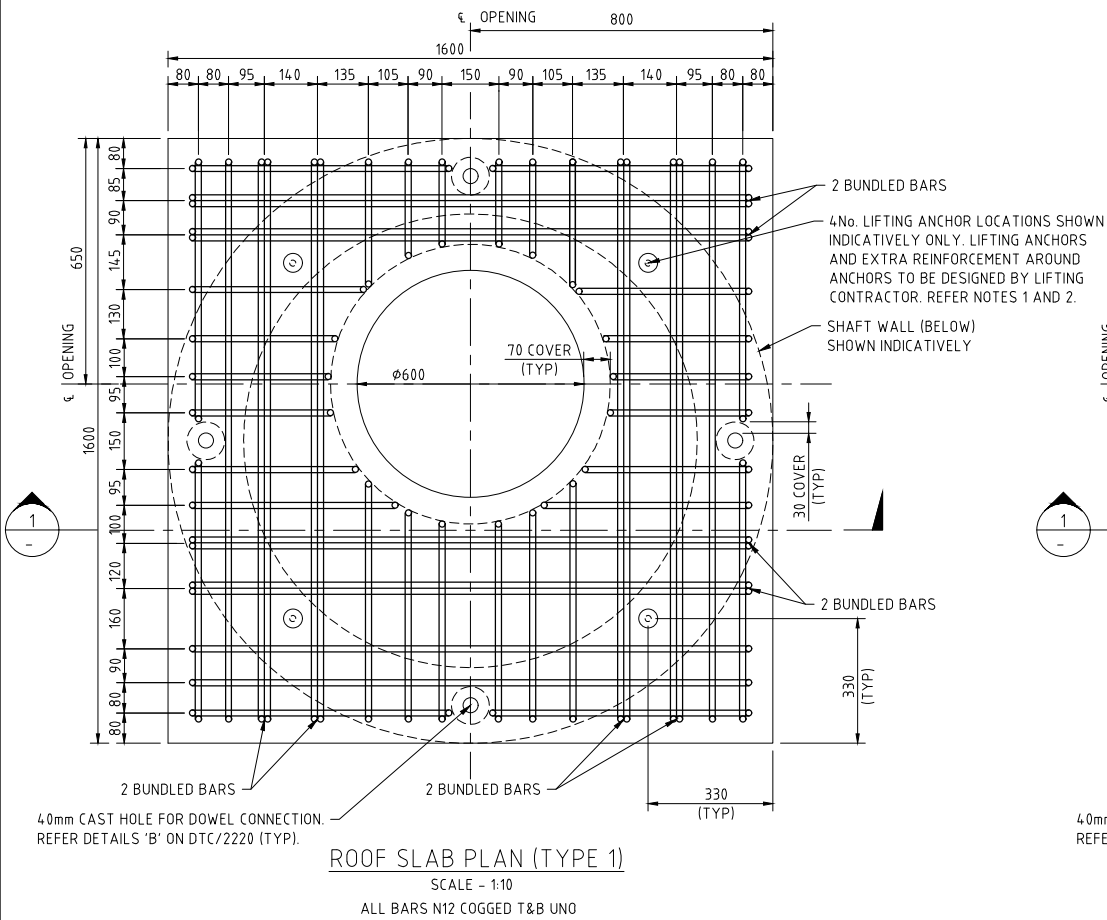 ℄ OPENING
800
1600
80 80 95 140 135 105 90 150 90 105 135 140 95 80 80
80
85
90
145
130
100
95
150
95
100
120
160
90
80
80
650
℄ OPENING
1600
2 BUNDLED BARS
4No. LIFTING ANCHOR LOCATIONS SHOWN
INDICATIVELY ONLY. LIFTING ANCHORS
AND EXTRA REINFORCEMENT AROUND
ANCHORS TO BE DESIGNED BY LIFTING
CONTRACTOR. REFER NOTES 1 AND 2.
SHAFT WALL (BELOW)
SHOWN INDICATIVELY
70 COVER
(TYP)
Ø600
30 COVER
(TYP)
℄ OPENING
1
-
1
-
2 BUNDLED BARS
330
(TYP)
330
(TYP)
2 BUNDLED BARS
2 BUNDLED BARS
40mm CAST HOLE FOR DOWEL CONNECTION.
REFER DETAILS 'B' ON DTC/2220 (TYP).
40mm
REFE
ROOF SLAB PLAN (TYPE 1)
SCALE - 1:10
ALL BARS N12 COGGED T&B UNO